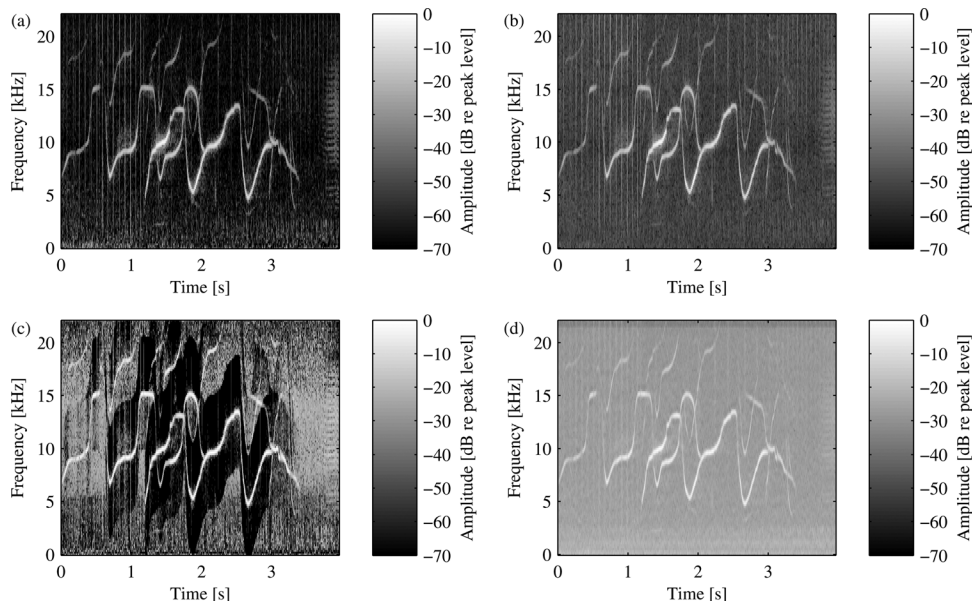 (a)
Frequency [kHz]
20
15
10
5
0
0 1 2 3
Time [s]
0
−10
−20
−30
−40
−50
−60
−70
Amplitude [dB re peak level]
(b)
Frequency [kHz]
20
15
10
5
0
0 1 2 3
Time [s]
0
−10
−20
−30
−40
−50
−60
−70
Amplitude [dB re peak level]
(c)
Frequency [kHz]
20
15
10
5
0
0 1 2 3
Time [s]
0
−10
−20
−30
−40
−50
−60
−70
Amplitude [dB re peak level]
(d)
Frequency [kHz]
20
15
10
5
0
0 1 2 3
Time [s]
0
−10
−20
−30
−40
−50
−60
−70
Amplitude [dB re peak level]